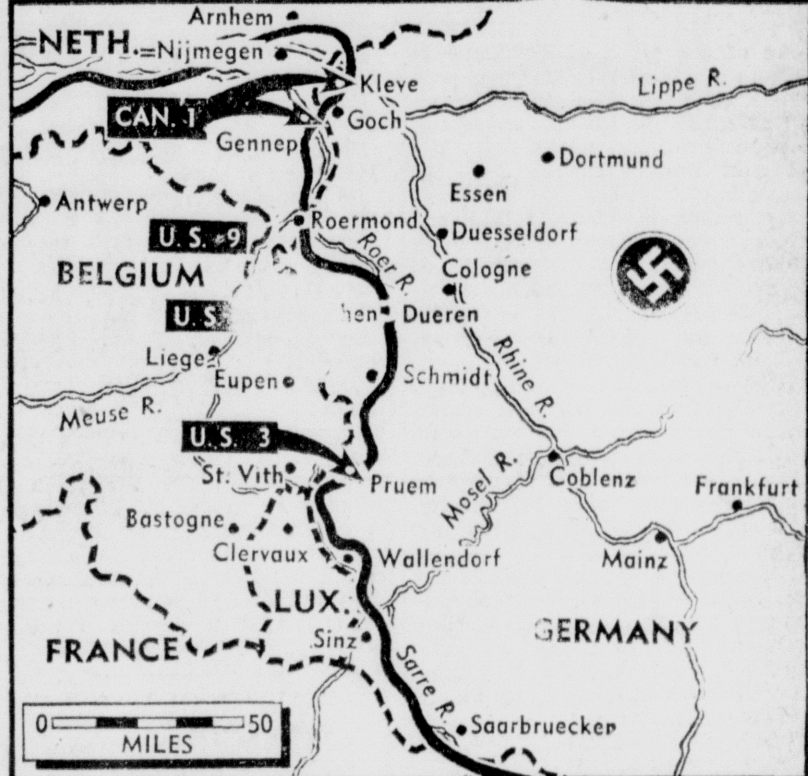 Arnhem
NETH.
Nijmegen
Kleve
Lippe R.
CAN. 1
Goch
Gennep
Dortmund
Essen
Antwerp
Roermond
U. S. 9
Roer R.
Duesseldorf
BELGIUM
Cologne
U. S.
hen
Dueren
Liege
Rhine R.
Eupen
Schmidt
Meuse R.
U. S. 3
St. Vith
Pruem
Mosel R.
Coblenz
Frankfurt
Bastogne
Clervaux
Wallendorf
Mainz
LUX.
FRANCE
Sinz
GERMANY
Sarre R.
0 50
MILES
Saarbruecken